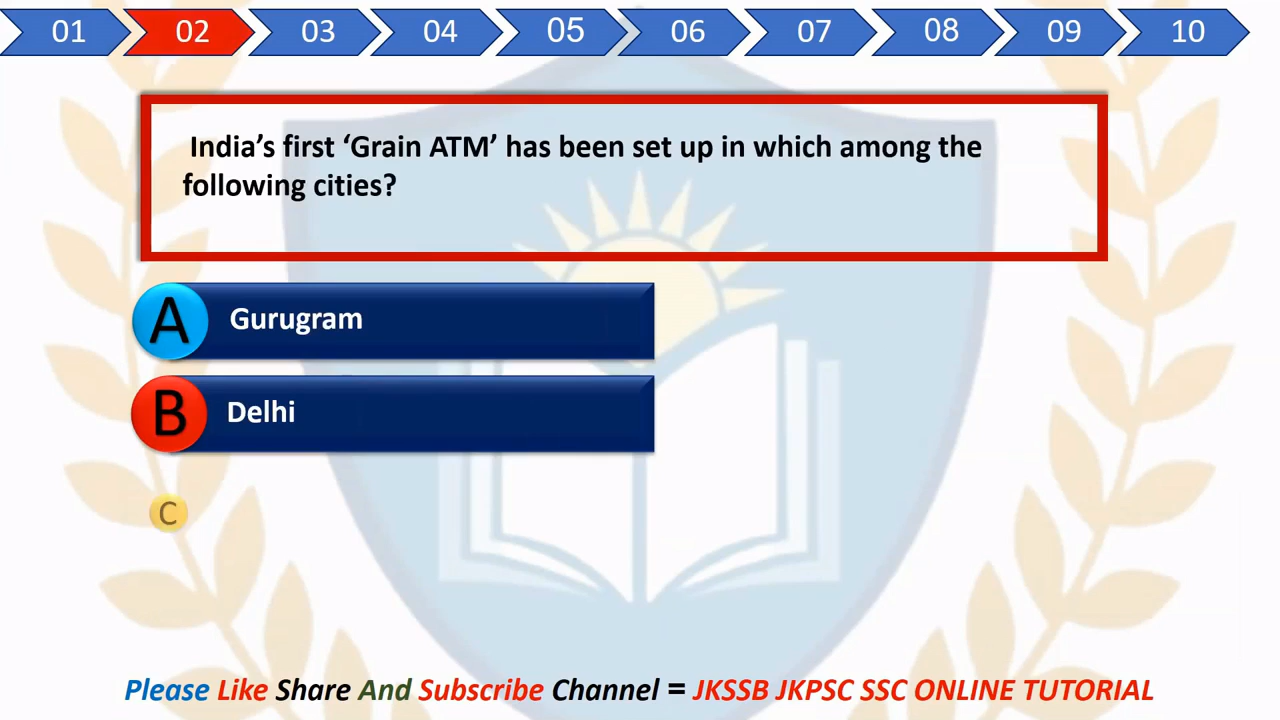 01 02 03 04 05 06 07 08 09 10
India's first ‘Grain ATM’ has been set up in which among the
following cities?
A Gurugram
B Delhi
C
Please Like Share And Subscribe Channel = JKSSB JKPSC SSC ONLINE TUTORIAL